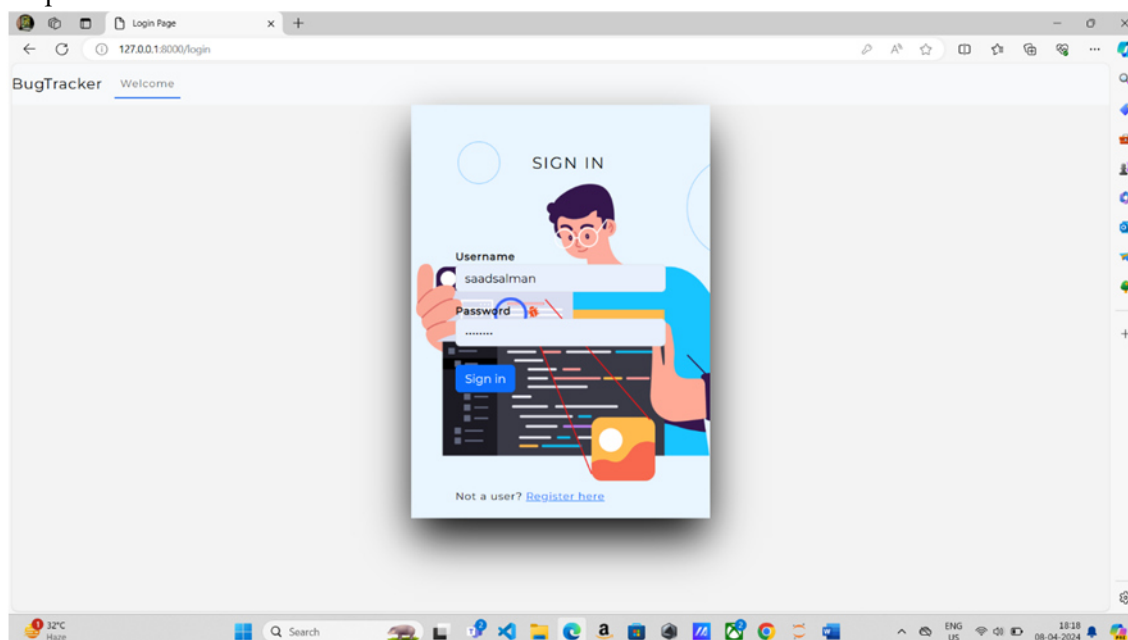 Login Page
127.0.0.1:8000/login
BugTracker Welcome
SIGN IN
Username
saadsalman
Password
........
Sign in
Not a user? Register here
32°C
Haze
Search
ENG
US
18:18
08-04-2024